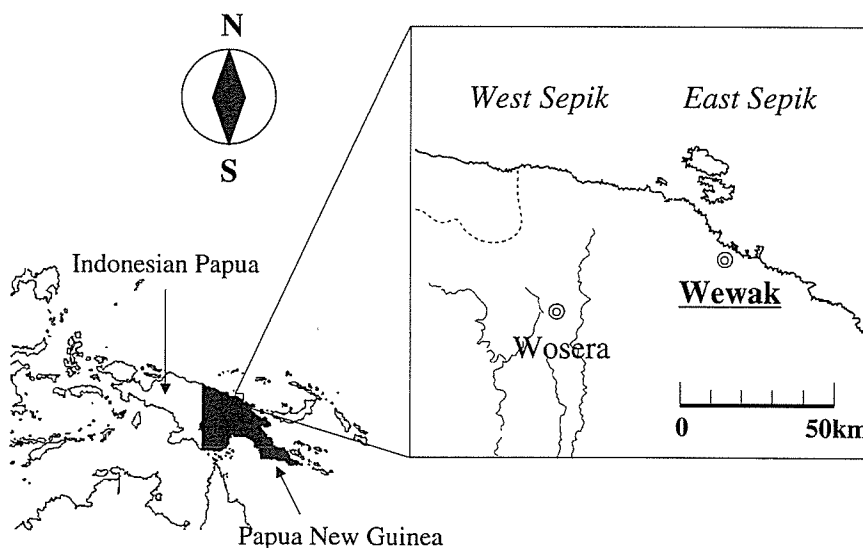 N
S
West Sepik East Sepik
Wewak
Wosera
0 50km
Indonesian Papua
Papua New Guinea